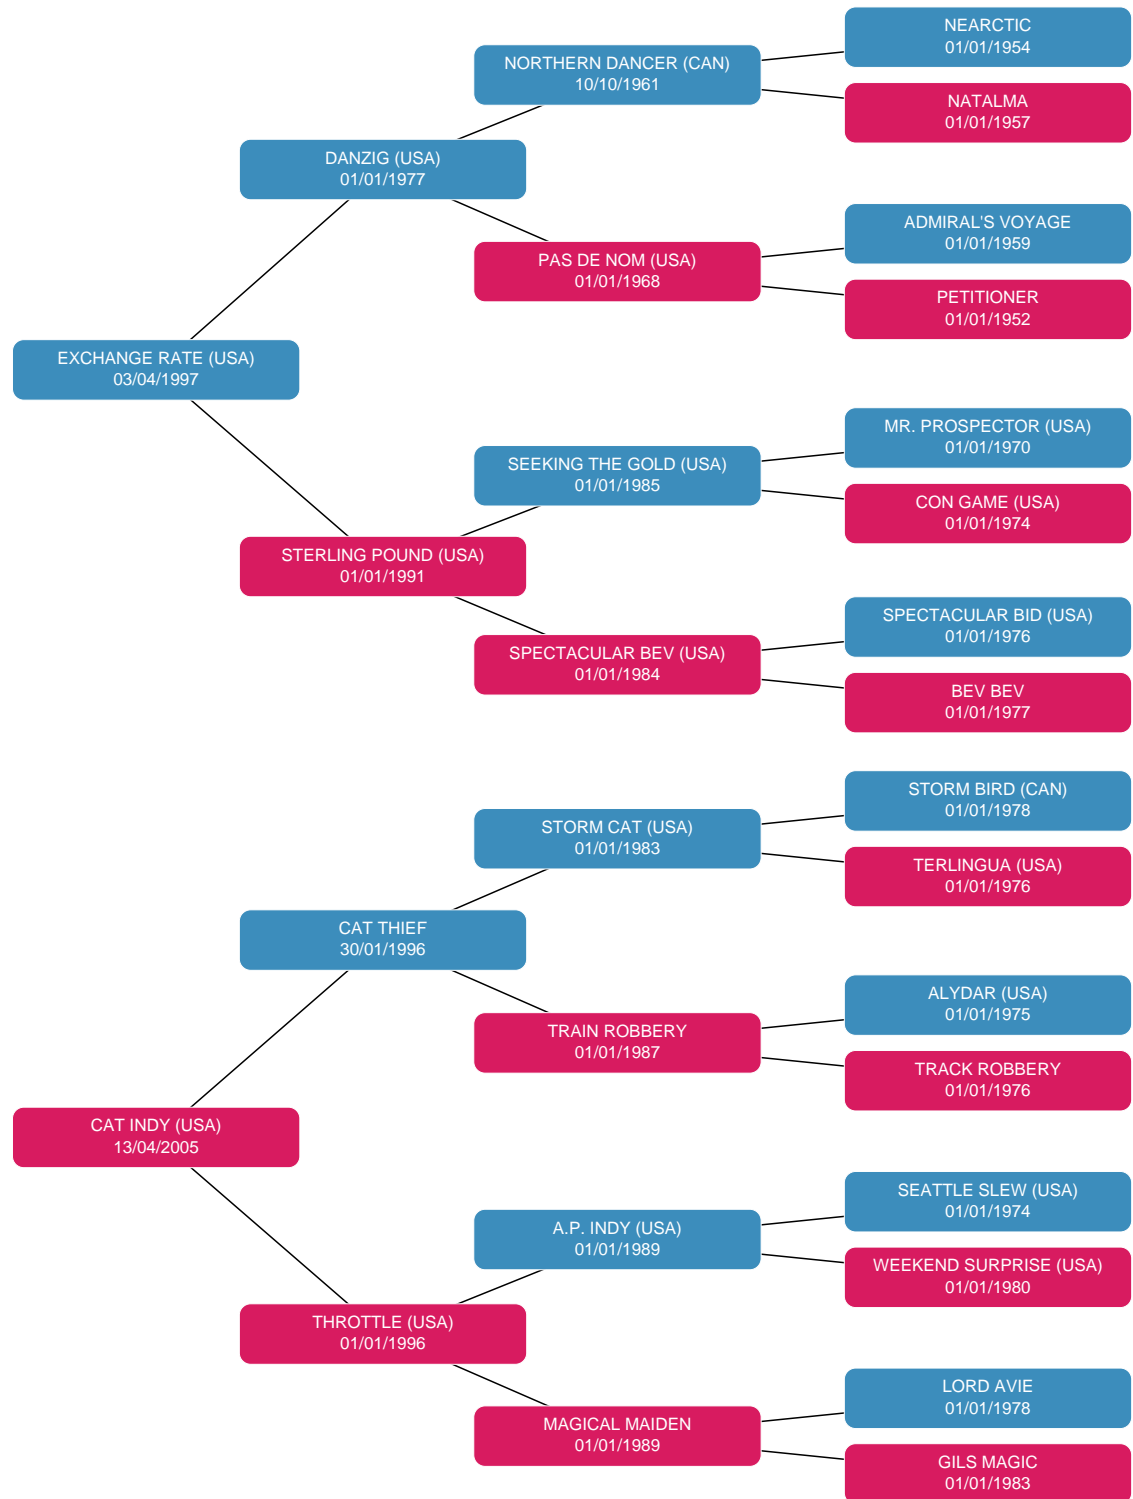 NEARCTIC
01/01/1954
NORTHERN DANCER (CAN)
10/10/1961
NATALMA
01/01/1957
DANZIG (USA)
01/01/1977
ADMIRAL'S VOYAGE
01/01/1959
PAS DE NOM (USA)
01/01/1968
PETITIONER
01/01/1952
EXCHANGE RATE (USA)
03/04/1997
MR. PROSPECTOR (USA)
01/01/1970
SEEKING THE GOLD (USA)
01/01/1985
CON GAME (USA)
01/01/1974
STERLING POUND (USA)
01/01/1991
SPECTACULAR BID (USA)
01/01/1976
SPECTACULAR BEV (USA)
01/01/1984
BEV BEV
01/01/1977
STORM BIRD (CAN)
01/01/1978
STORM CAT (USA)
01/01/1983
TERLINGUA (USA)
01/01/1976
CAT THIEF
30/01/1996
ALYDAR (USA)
01/01/1975
TRAIN ROBBERY
01/01/1987
TRACK ROBBERY
01/01/1976
CAT INDY (USA)
13/04/2005
SEATTLE SLEW (USA)
01/01/1974
A.P. INDY (USA)
01/01/1989
WEEKEND SURPRISE (USA)
01/01/1980
THROTTLE (USA)
01/01/1996
LORD AVIE
01/01/1978
MAGICAL MAIDEN
01/01/1989
GILS MAGIC
01/01/1983